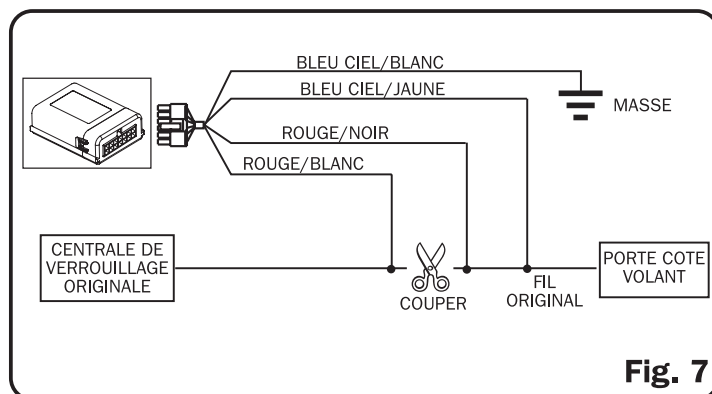 BLEU CIEL/BLANC
BLEU CIEL/JAUNE
MASSE
ROUGE/NOIR
ROUGE/BLANC
CENTRALE DE
VERROUILLAGE
ORIGINALE
COUPER
FIL
ORIGINAL
PORTE COTE
VOLANT
Fig. 7